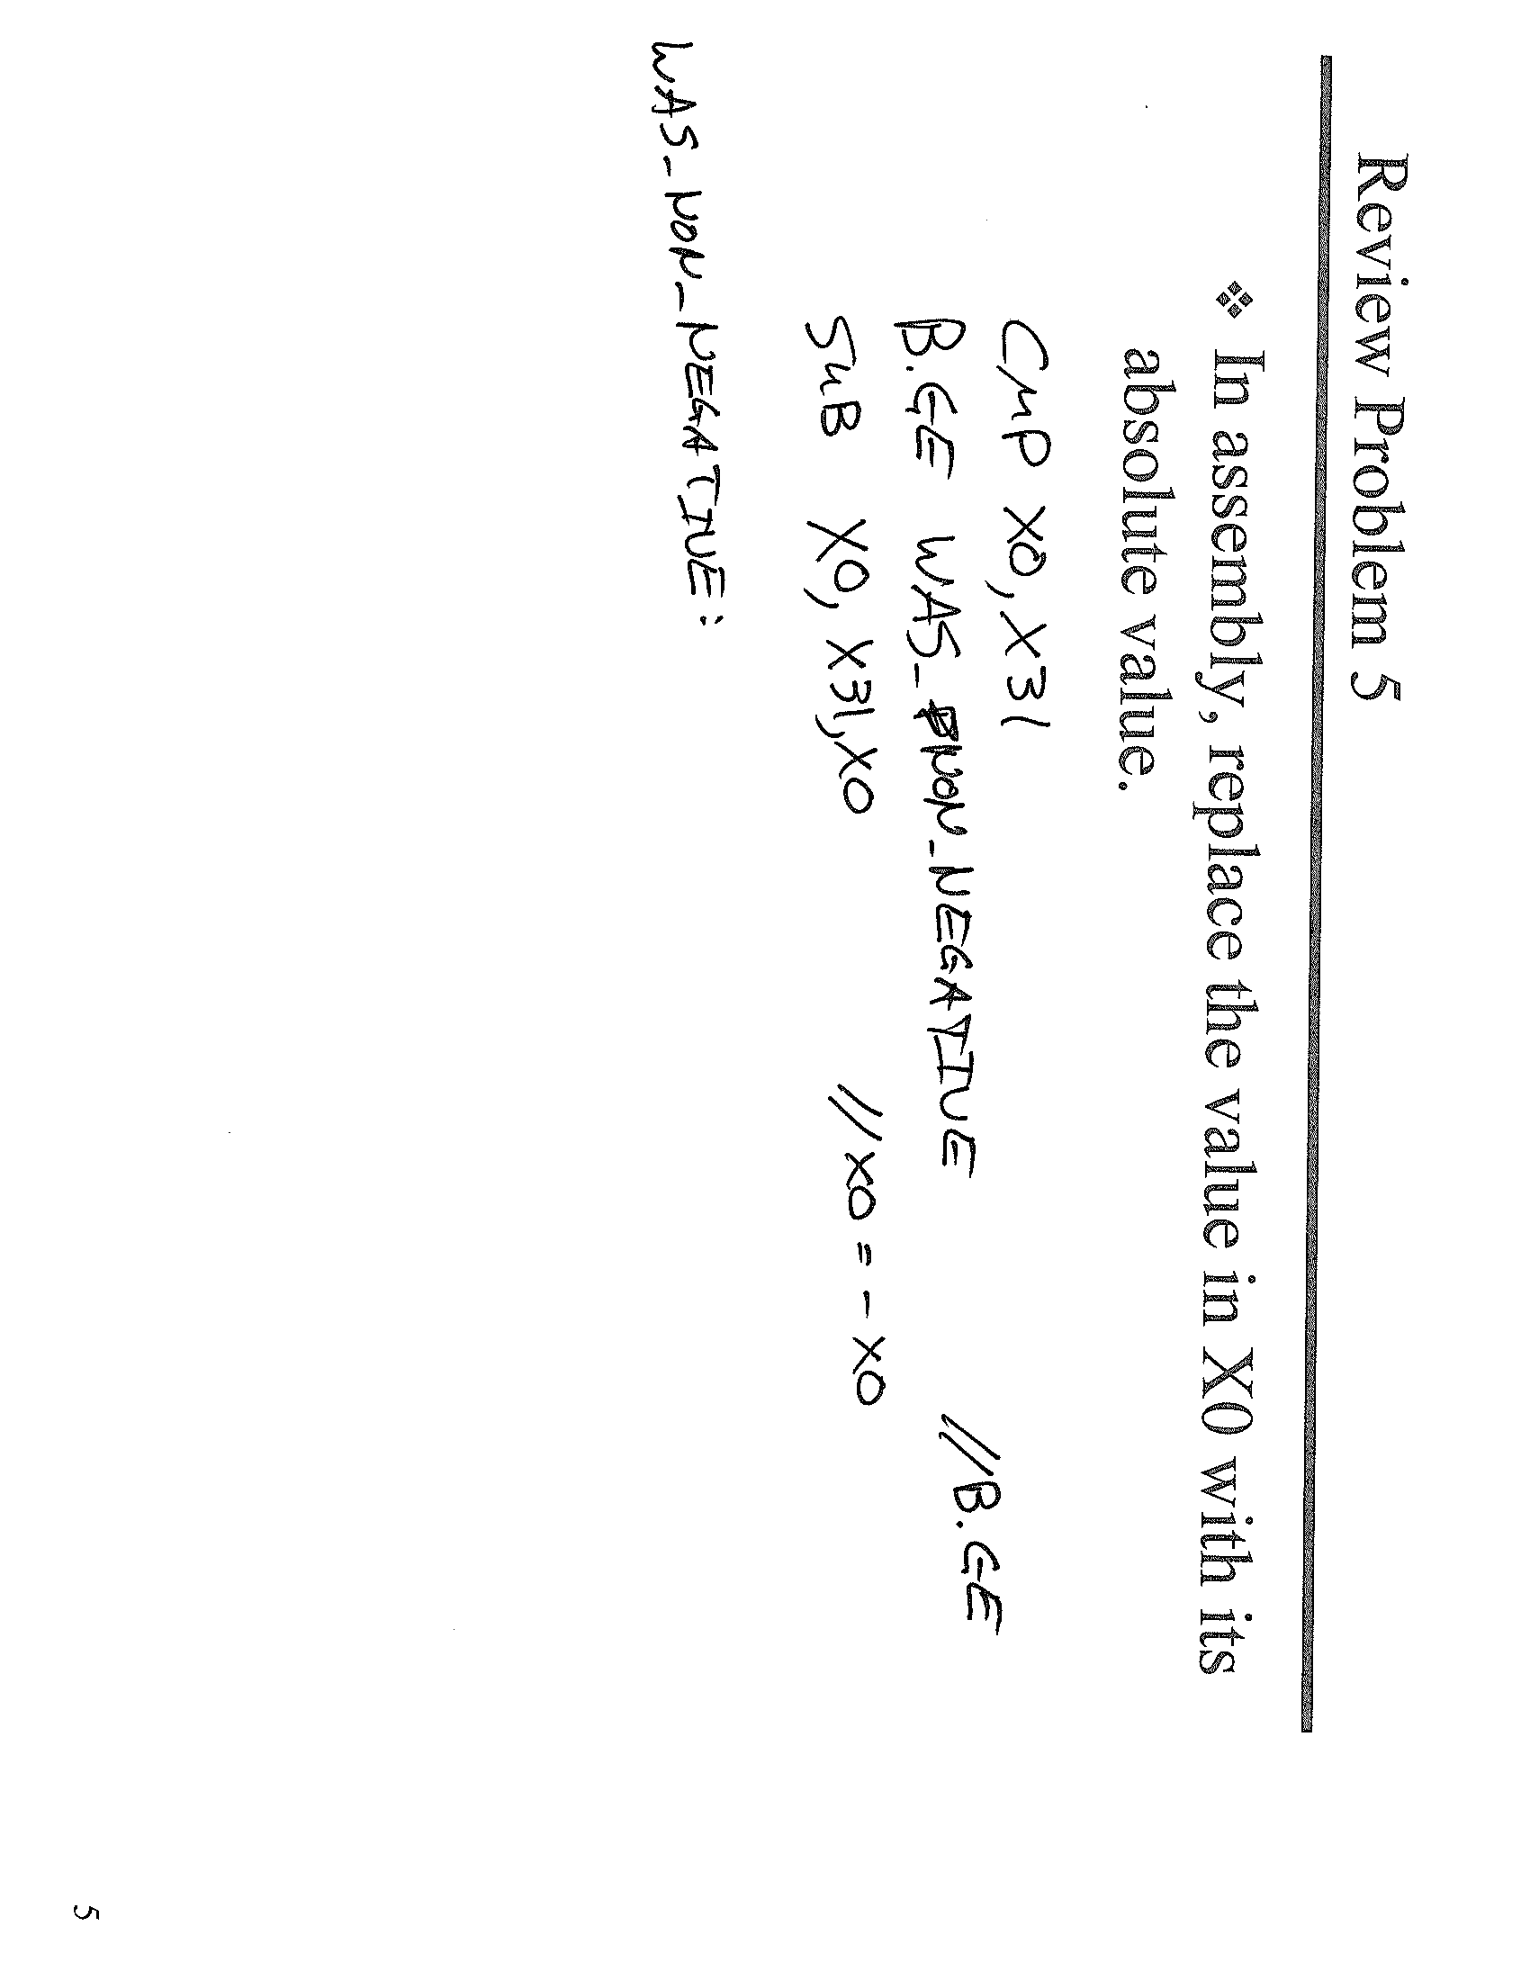 Review Problem 5
❖ In assembly, replace the value in X0 with its
absolute value.
CMP X0, X31
B.GE WAS_NON_NEGATIVE //B.GE
SUB X0, X31, X0 //X0 = -X0
WAS_NON_NEGATIVE:
5